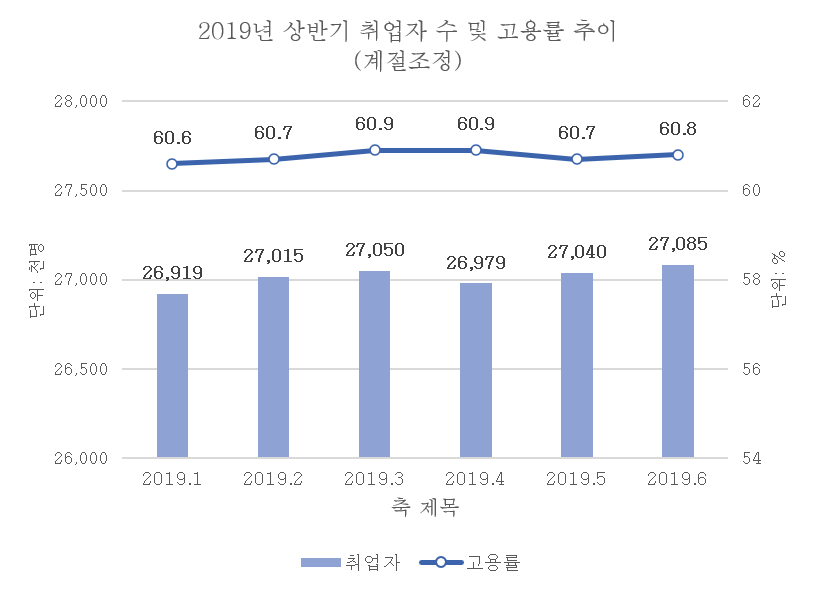 2019년 상반기 취업자 수 및 고용률 추이
(계절조정)
28,000
27,500
27,000
26,500
26,000
단위: 천명
62
60
58
56
54
단위: %
60.6 60.7 60.9 60.9 60.7 60.8
26,919 27,015 27,050 26,979 27,040 27,085
2019.1 2019.2 2019.3 2019.4 2019.5 2019.6
축 제목
취업자 고용률